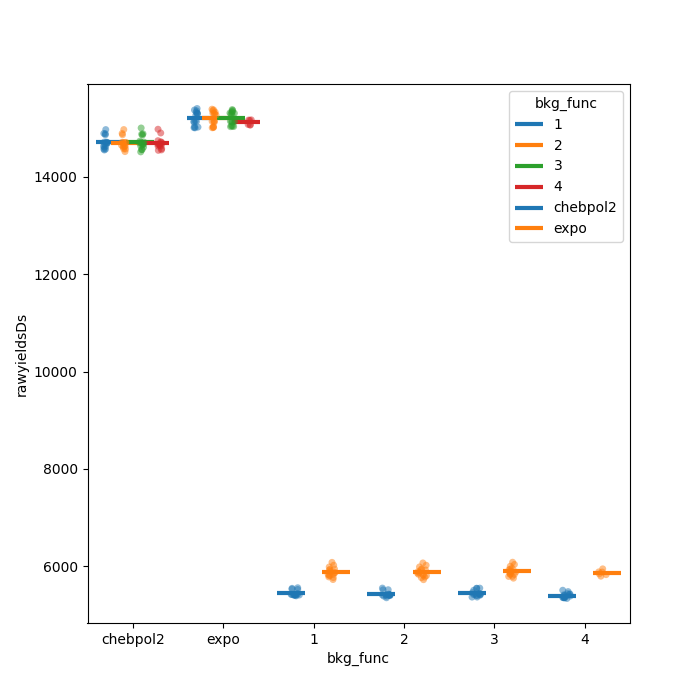 bkg_func
1
2
3
4
chebpol2
expo
14000
12000
10000
8000
6000
rawyieldsDs
chebpol2 expo 1 2 3 4
bkg_func